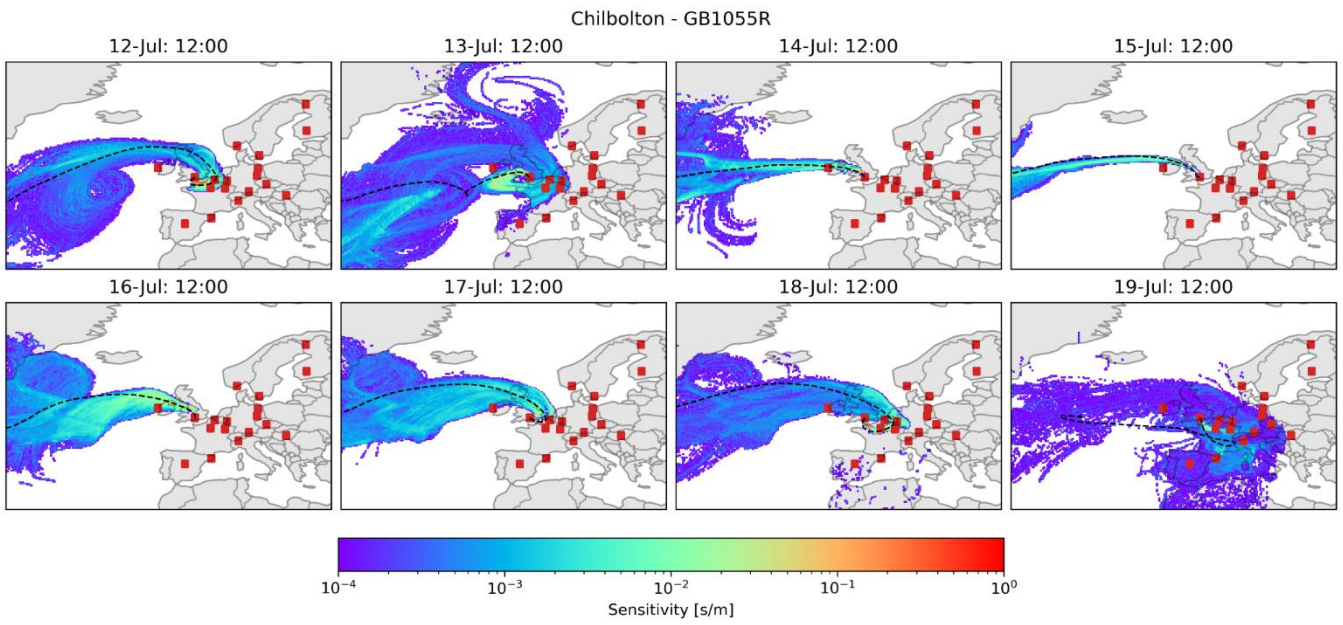 Chilbolton - GB1055R
12-Jul: 12:00 13-Jul: 12:00 14-Jul: 12:00 15-Jul: 12:00
16-Jul: 12:00 17-Jul: 12:00 18-Jul: 12:00 19-Jul: 12:00
10⁻⁴ 10⁻³ 10⁻² 10⁻¹ 10⁰
Sensitivity [s/m]